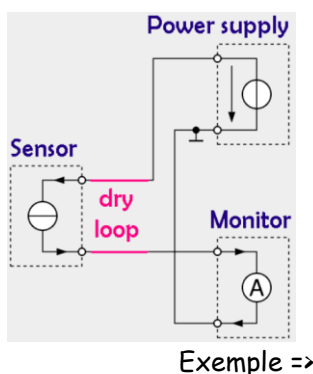 Power supply
Sensor
dry
loop
Monitor
A
Exemple =>